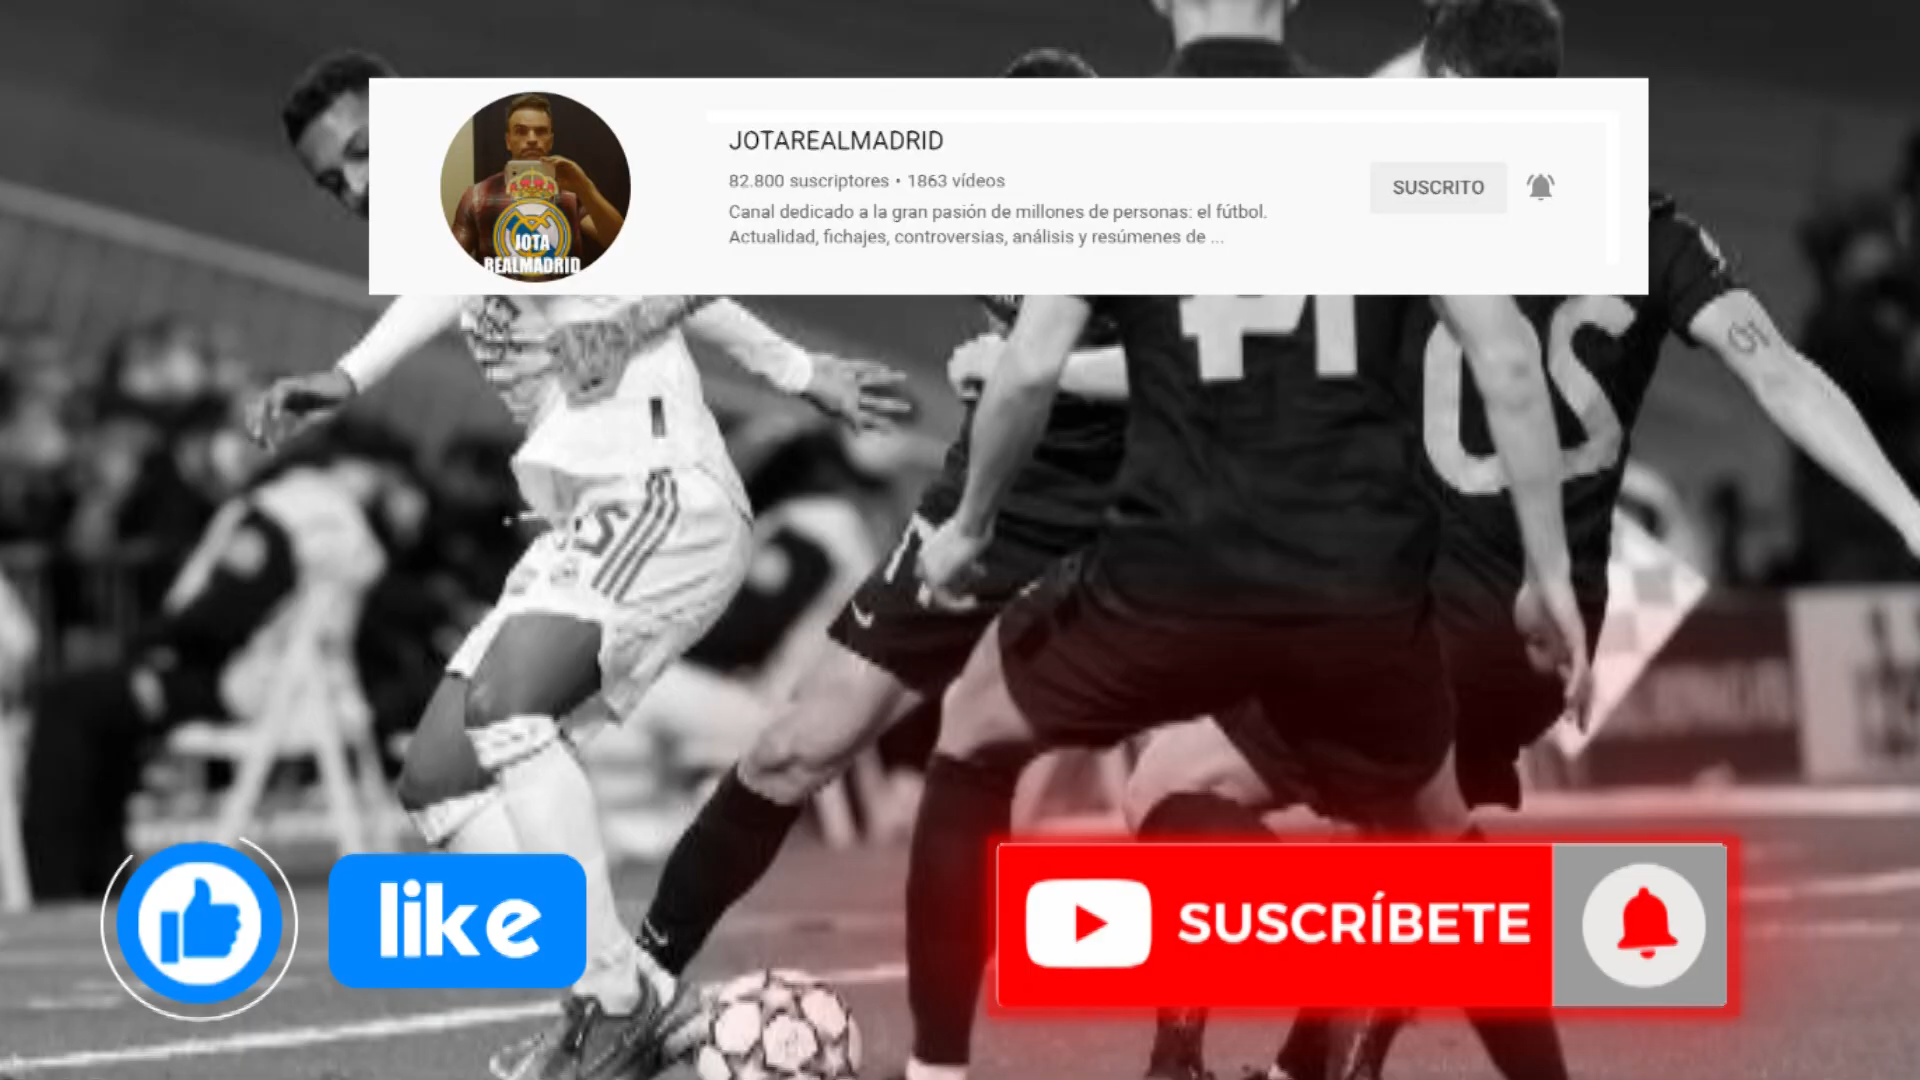 JOTAREALMADRID
82.800 suscriptores • 1863 vídeos
Canal dedicado a la gran pasión de millones de personas: el fútbol.
Actualidad, fichajes, controversias, análisis y resúmenes de ...
SUSCRITO
JOTA
REALMADRID
like
SUSCRÍBETE